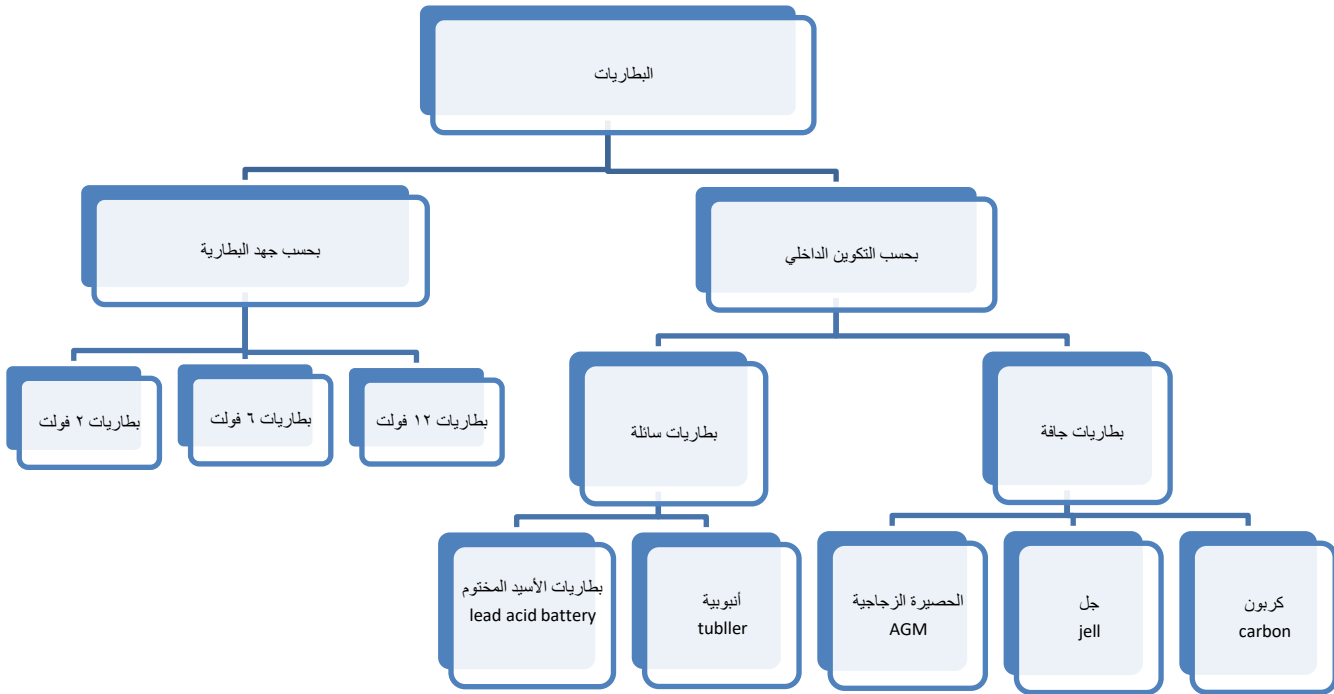 البطاريات
بحسب التكوين الداخلي
بحسب جهد البطارية
بطاريات جافة
بطاريات سائلة
بطاريات ١٢ فولت
بطاريات ٦ فولت
بطاريات ٢ فولت
كربون
carbon
جل
jell
الحصيرة الزجاجية
AGM
أنبوبية
tubller
بطاريات الأسيد المختوم
lead acid battery